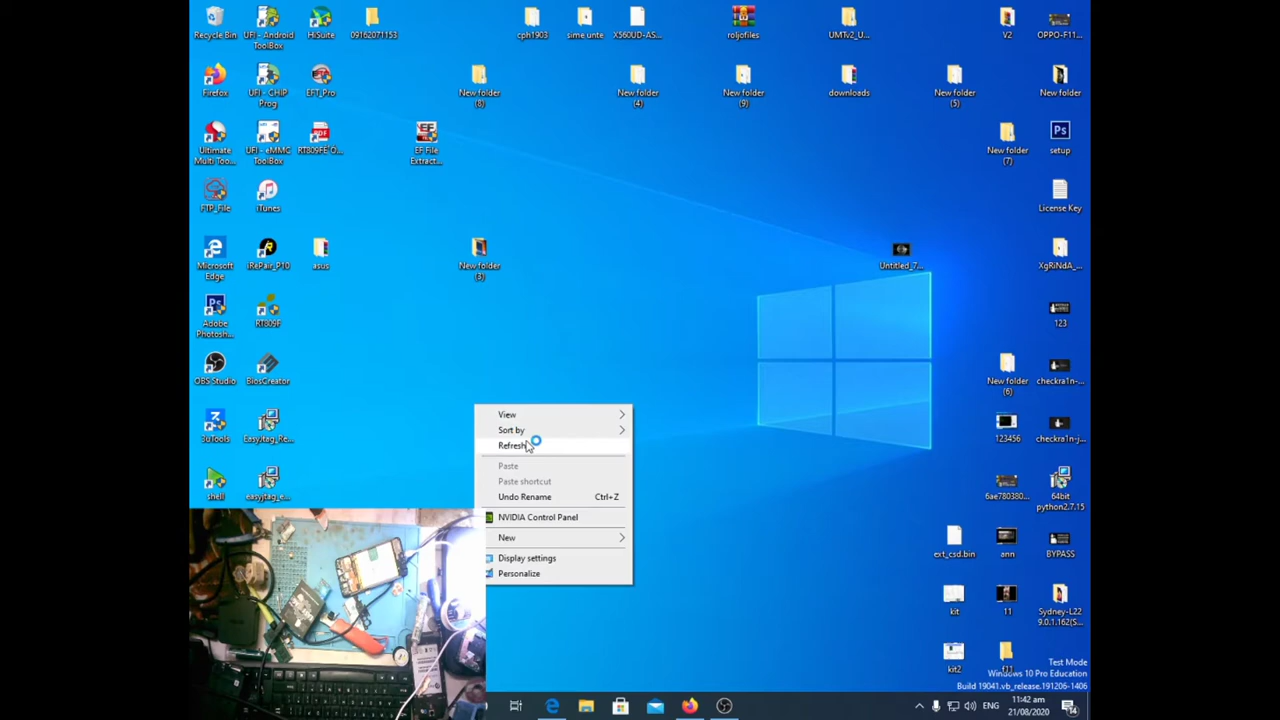 Recycle Bin
UFI - Android
ToolBox
HiSuite
09162071153
cph1903
sime unte
X560UD-AS...
roljofiles
UMTv2_U...
V2
OPPO-F11...
Firefox
UFI - CHIP
Prog
EFT_Pro
New folder
(8)
New folder
(4)
New folder
(9)
downloads
New folder
(5)
New folder
Ultimate
Multi Too...
UFI - eMMC
ToolBox
RT809FE'O...
EF File
Extract...
New folder
(7)
setup
FTP_File
iTunes
License Key
Microsoft
Edge
iRePair_P10
asus
New folder
(3)
Untitled_7...
XgRiNdA_...
Adobe
Photosh...
RT809F
123
OBS Studio
BiosCreator
New folder
(6)
checkra1n-...
3uTools
EasyJtag_Re...
123456
checkra1n-j...
shell
easyjtag_e...
6ae780380...
64bit
python2.7.15
View
Sort by
Refresh
Paste
Paste shortcut
Undo Rename Ctrl+Z
NVIDIA Control Panel
New
Display settings
Personalize
ext_csd.bin
ann
BYPASS
kit
11
Sydney-L22
9.0.1.162(S...
kit2
f11
Test Mode
Windows 10 Pro Education
Build 19041.vb_release.191206-1406
ENG
11:42 am
21/08/2020
14